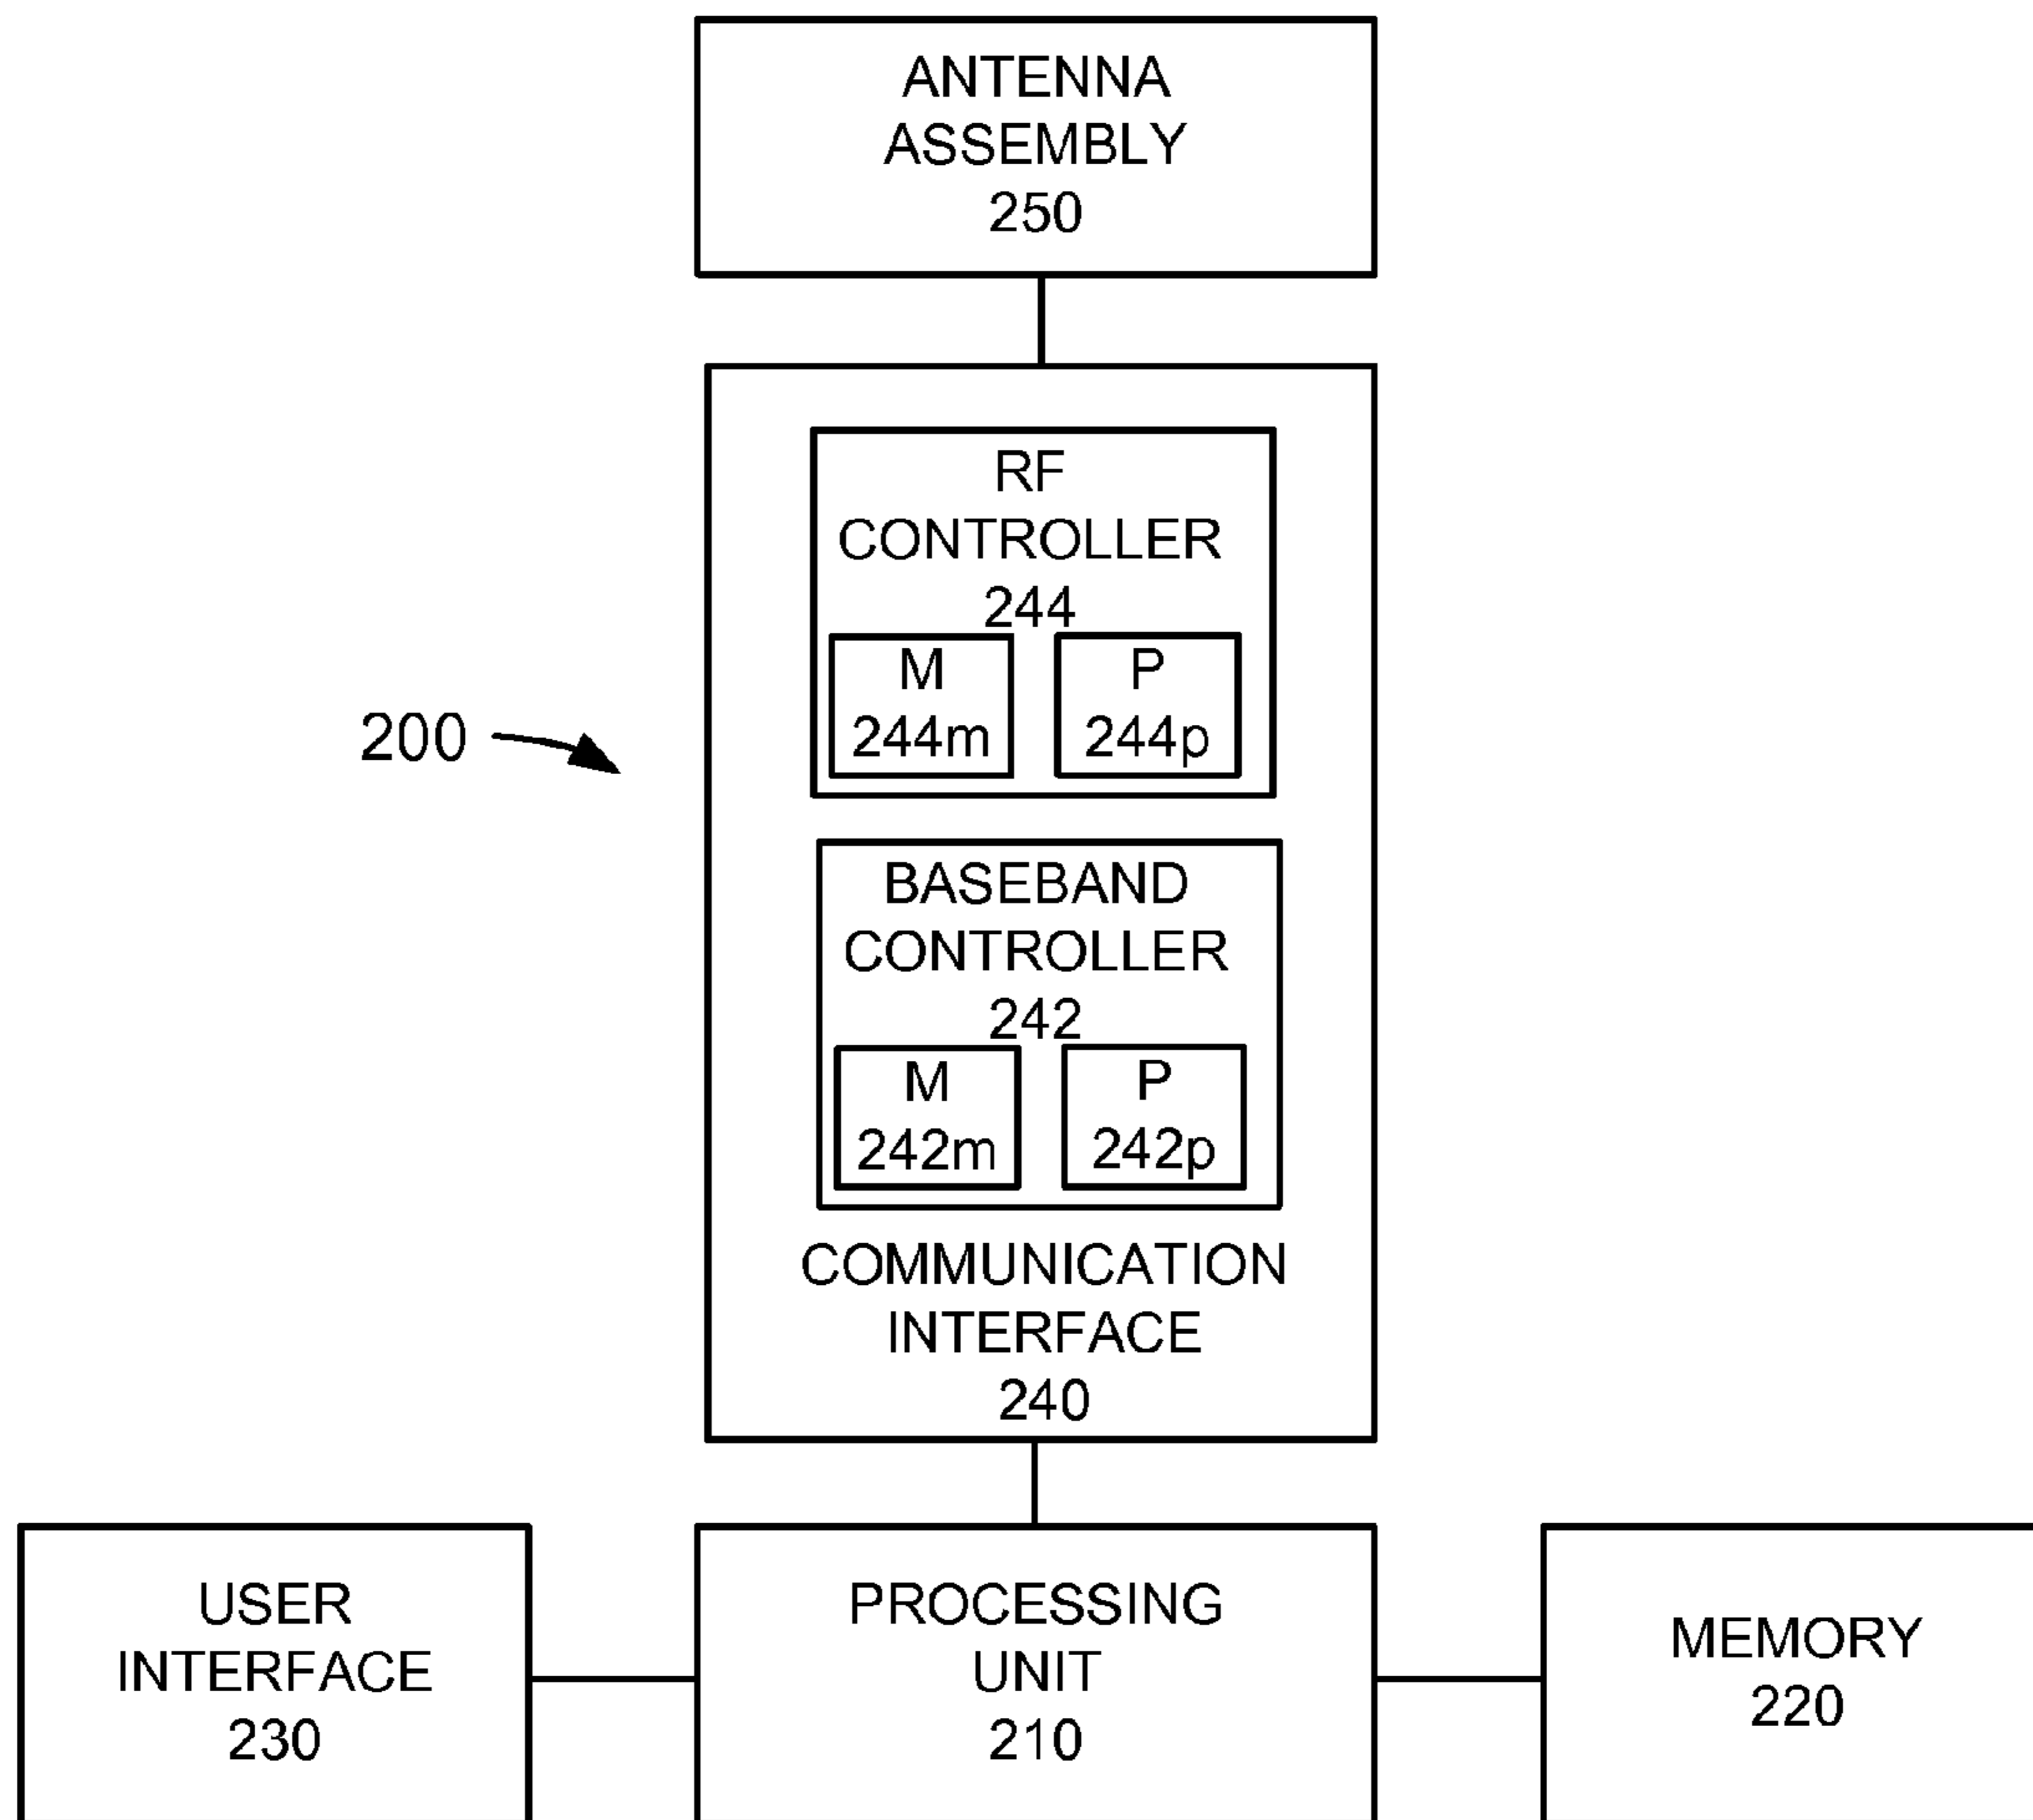 ANTENNA
ASSEMBLY
250
RF
CONTROLLER
244
M
244m
P
244p
200
BASEBAND
CONTROLLER
242
M
242m
P
242p
COMMUNICATION
INTERFACE
240
USER
INTERFACE
230
PROCESSING
UNIT
210
MEMORY
220